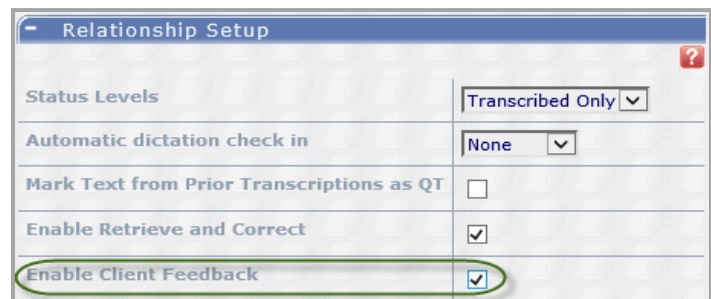 - Relationship Setup
?
Status Levels Transcribed Only
Automatic dictation check in None
Mark Text from Prior Transcriptions as QT
Enable Retrieve and Correct
Enable Client Feedback